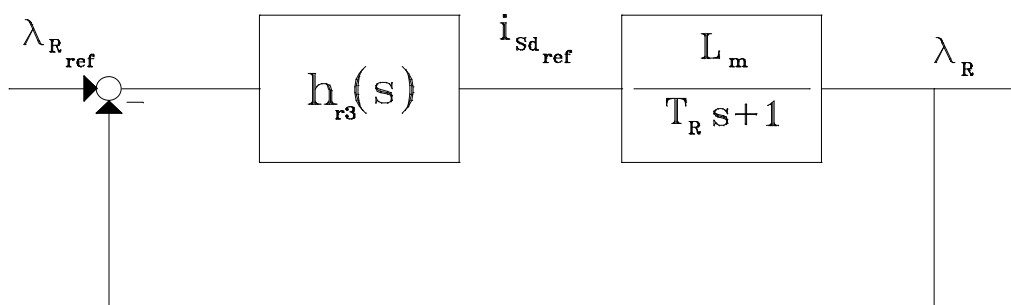 λ_R_ref
−
h_r3(s)
i_Sd_ref
L_m
T_R s+1
λ_R